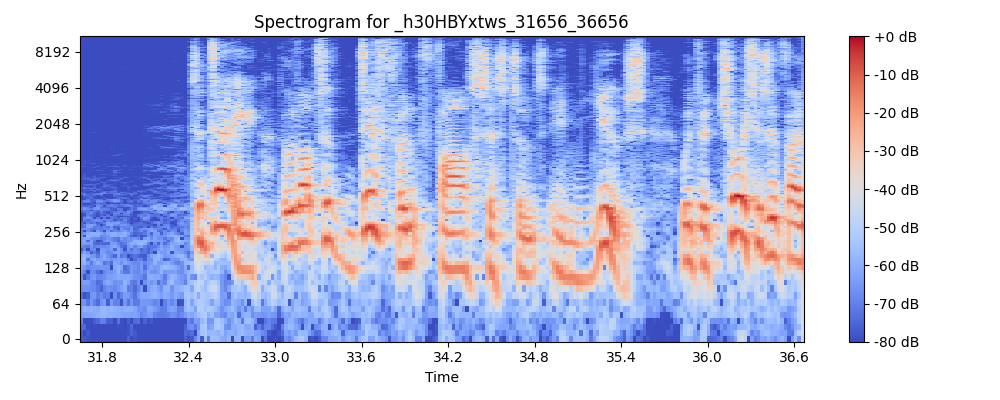 Spectrogram for _h30HBYxtws_31656_36656
8192
4096
2048
1024
512
256
128
64
0
Hz
31.8 32.4 33.0 33.6 34.2 34.8 35.4 36.0 36.6
Time
+0 dB
-10 dB
-20 dB
-30 dB
-40 dB
-50 dB
-60 dB
-70 dB
-80 dB